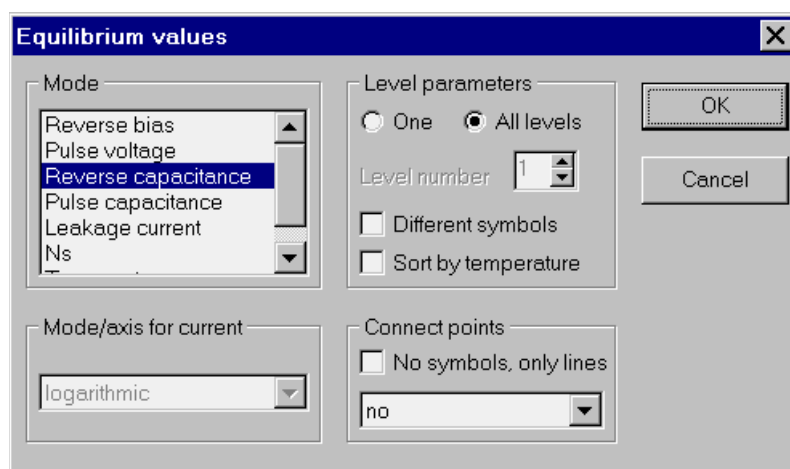 Equilibrium values
Mode
Reverse bias
Pulse voltage
Reverse capacitance
Pulse capacitance
Leakage current
Ns
Level parameters
One
All levels
Level number
1
Different symbols
Sort by temperature
OK
Cancel
Mode/axis for current
logarithmic
Connect points
No symbols, only lines
no